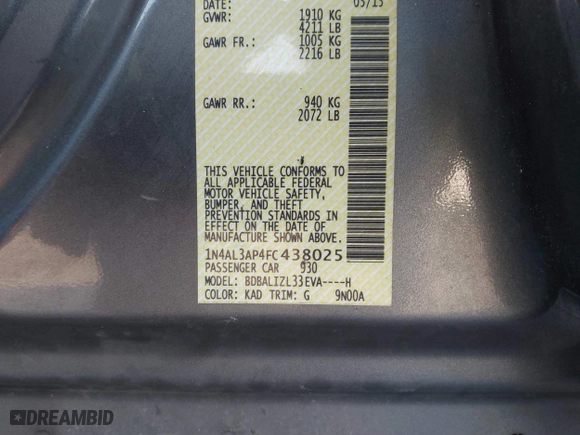 DATE: 05/15
GVWR: 1910 KG
4211 LB
GAWR FR.: 1005 KG
2216 LB
GAWR RR.: 940 KG
2072 LB
THIS VEHICLE CONFORMS TO
ALL APPLICABLE FEDERAL
MOTOR VEHICLE SAFETY,
BUMPER, AND THEFT
PREVENTION STANDARDS IN
EFFECT ON THE DATE OF
MANUFACTURE SHOWN ABOVE.
1N4AL3AP4FC438025
PASSENGER CAR 930
MODEL: BDBALIZL33EVA----H
COLOR: KAD TRIM: G 9N00A
DREAMBID